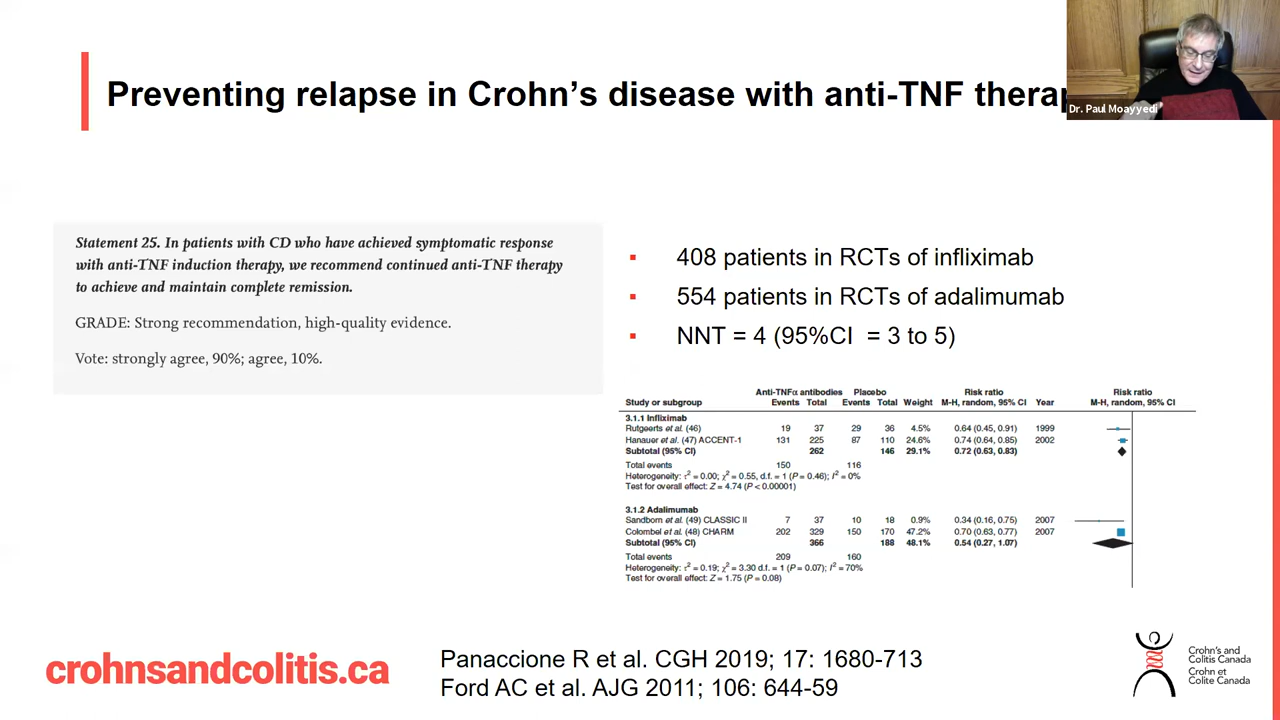 Preventing relapse in Crohn's disease with anti-TNF
Dr. Paul Moayyedi
Statement 25. In patients with CD who have achieved symptomatic response
with anti-TNF induction therapy, we recommend continued anti-TNF therapy
to achieve and maintain complete remission.
GRADE: Strong recommendation, high-quality evidence.
Vote: strongly agree, 90%; agree, 10%.
408 patients in RCTs of infliximab
554 patients in RCTs of adalimumab
NNT = 4 (95%CI = 3 to 5)
Anti-TNFα antibodies Placebo Risk ratio Risk ratio
Study or subgroup Events Total Events Total Weight M-H, random, 95% CI Year M-H, random, 95% CI
3.1.1 Infliximab
Rutgeerts et al. (46) 19 37 29 36 4.5% 0.64 (0.45, 0.91) 1999
Hanauer et al. (47) ACCENT-1 131 225 87 110 24.6% 0.74 (0.64, 0.85) 2002
Subtotal (95% CI) 262 146 29.1% 0.72 (0.63, 0.83)
Total events 150 116
Heterogeneity: τ² = 0.00; χ² = 0.55, d.f. = 1 (P = 0.46); I² = 0%
Test for overall effect: Z = 4.74 (P < 0.00001)
3.1.2 Adalimumab
Sandborn et al. (49) CLASSIC II 7 37 10 18 0.9% 0.34 (0.16, 0.75) 2007
Colombel et al. (48) CHARM 202 329 150 170 47.2% 0.70 (0.63, 0.77) 2007
Subtotal (95% CI) 366 188 48.1% 0.54 (0.27, 1.07)
Total events 209 160
Heterogeneity: τ² = 0.19; χ² = 3.30 d.f. = 1 (P = 0.07); I² = 70%
Test for overall effect: Z = 1.75 (P = 0.08)
crohnsandcolitis.ca
Panaccione R et al. CGH 2019; 17: 1680-713
Ford AC et al. AJG 2011; 106: 644-59
Crohn's and
Colitis Canada
Crohn et
Colite Canada